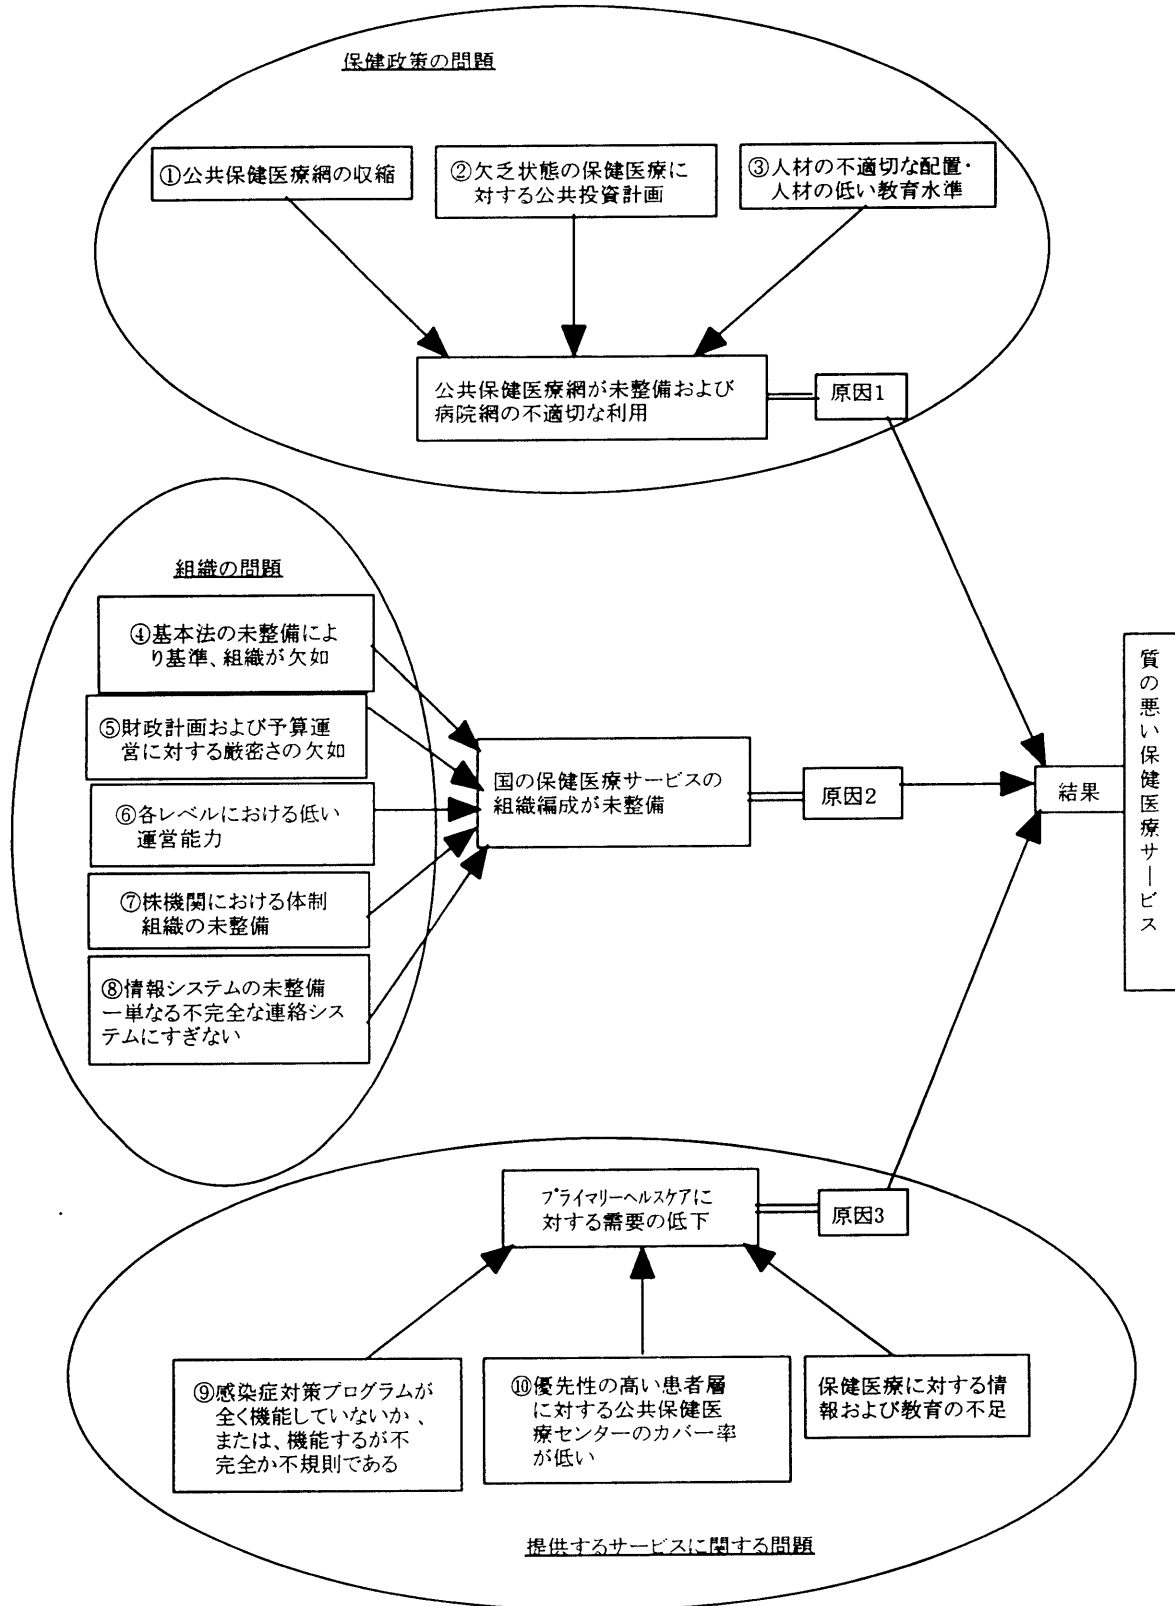 保健政策の問題
①公共保健医療網の収縮
②欠乏状態の保健医療に
対する公共投資計画
③人材の不適切な配置・
人材の低い教育水準
公共保健医療網が未整備および
病院網の不適切な利用
原因1
組織の問題
④基本法の未整備によ
り基準、組織が欠如
⑤財政計画および予算運
営に対する厳密さの欠如
⑥各レベルにおける低い
運営能力
⑦株機関における体制
組織の未整備
⑧情報システムの未整備
ー単なる不完全な連絡シス
テムにすぎない
国の保健医療サービスの
組織編成が未整備
原因2
結果
質の悪い保健医療サービス
プライマリーヘルスケアに
対する需要の低下
原因3
⑨感染症対策プログラムが
全く機能していないか、
または、機能するが不
完全か不規則である
⑩優先性の高い患者層
に対する公共保健医
療センターのカバー率
が低い
保健医療に対する情
報および教育の不足
提供するサービスに関する問題